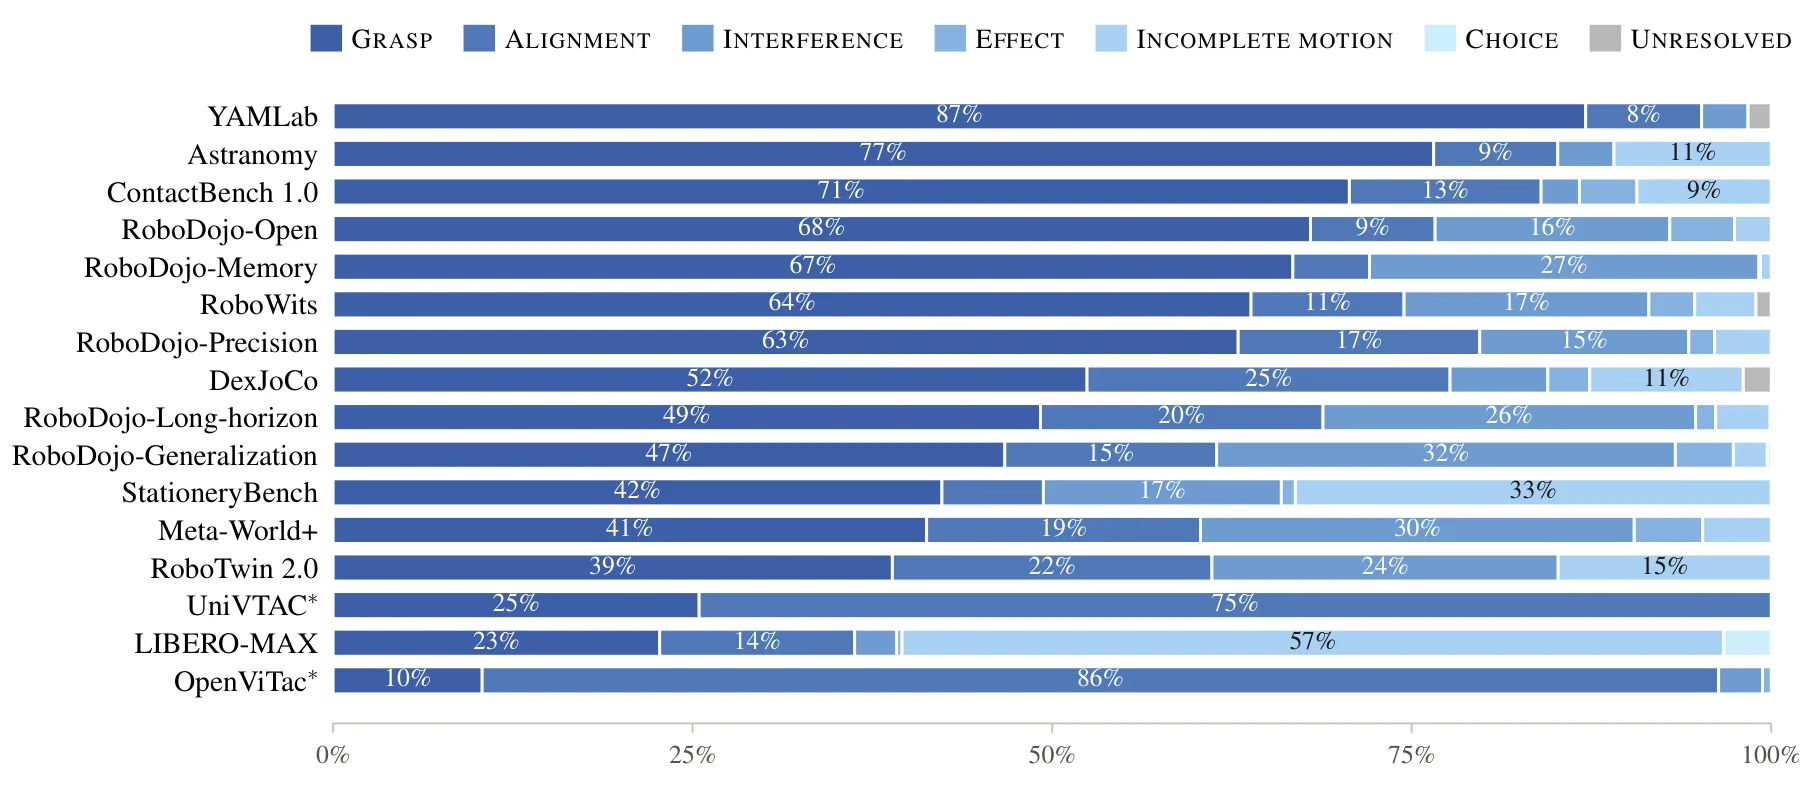 GRASP ALIGNMENT INTERFERENCE EFFECT INCOMPLETE MOTION CHOICE UNRESOLVED
YAMLab 87% 8%
Astranomy 77% 9% 11%
ContactBench 1.0 71% 13% 9%
RoboDojo-Open 68% 9% 16%
RoboDojo-Memory 67% 27%
RoboWits 64% 11% 17%
RoboDojo-Precision 63% 17% 15%
DexJoCo 52% 25% 11%
RoboDojo-Long-horizon 49% 20% 26%
RoboDojo-Generalization 47% 15% 32%
StationeryBench 42% 17% 33%
Meta-World+ 41% 19% 30%
RoboTwin 2.0 39% 22% 24% 15%
UniVTAC* 25% 75%
LIBERO-MAX 23% 14% 57%
OpenViTac* 10% 86%
0% 25% 50% 75% 100%